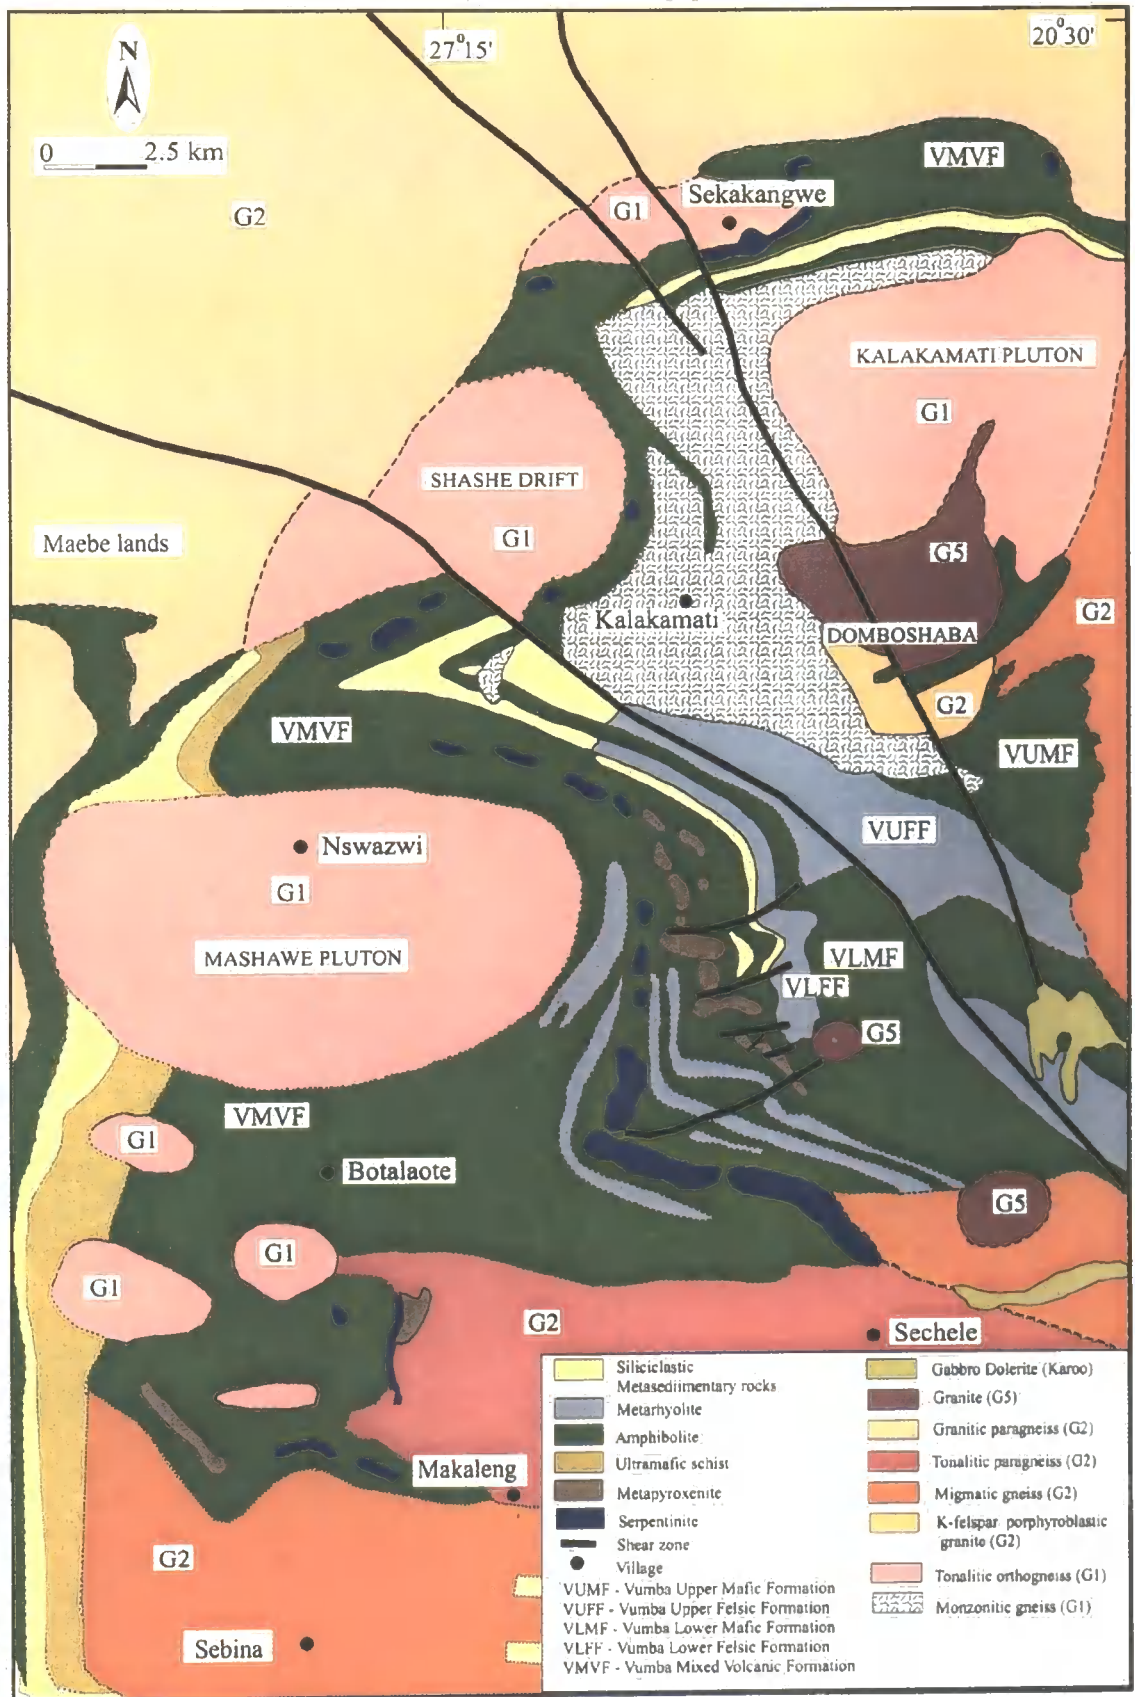 27°15'
20°30'
N
0 2.5 km
VMVF
G2
G1
Sekakangwe
KALAKAMATI PLUTON
G1
SHASHE DRIFT
G1
Maebe lands
G5
Kalakamati
G2
DOMBOSHABA
G2
VMVF
VUMF
VUFF
Nswazwi
G1
MASHAWE PLUTON
VLMF
VLFF
G5
VMVF
G1
Botalaote
G5
G1
G1
G2
Sechele
Makaleng
G2
Sebina
Siliciclastic
Metasediimentary rocks
Metarhyolite
Amphibolite
Ultramafic schist
Metapyroxenite
Serpentinite
Shear zone
Village
VUMF - Vumba Upper Mafic Formation
VUFF - Vumba Upper Felsic Formation
VLMF - Vumba Lower Mafic Formation
VLFF - Vumba Lower Felsic Formation
VMVF - Vumba Mixed Volcanic Formation
Gabbro Dolerite (Karoo)
Granite (G5)
Granitic paragneiss (G2)
Tonalitic paragneiss (G2)
Migmatic gneiss (G2)
K-felspar porphyroblastic
granite (G2)
Tonalitic orthogneiss (G1)
Monzonitic gneiss (G1)